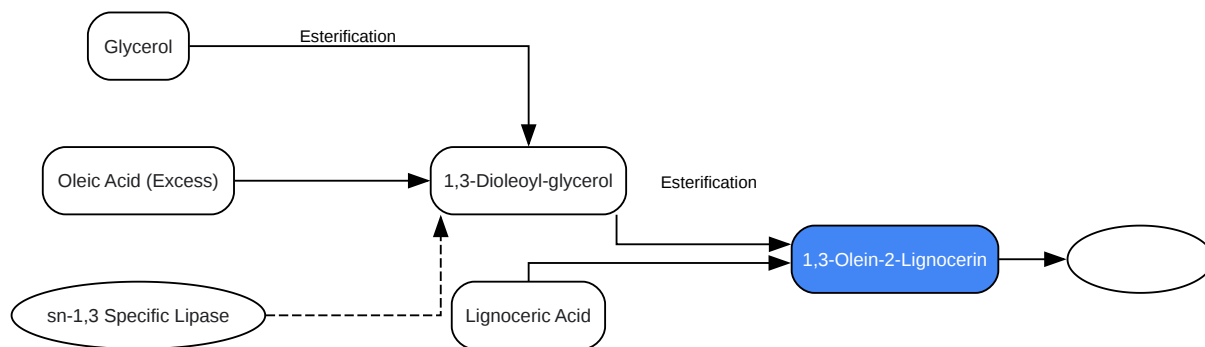 Glycerol
Esterification
Oleic Acid (Excess)
1,3-Dioleoyl-glycerol
Esterification
1,3-Olein-2-Lignocerin
sn-1,3 Specific Lipase
Lignoceric Acid